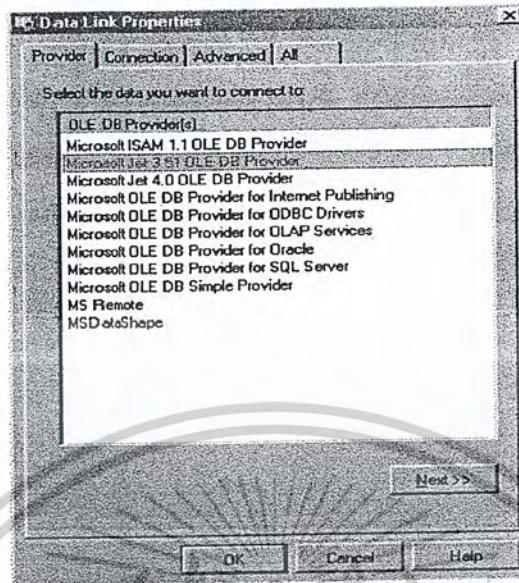 Data Link Properties
Provider Connection Advanced All
Select the data you want to connect to:
OLE DB Provider(s)
Microsoft ISAM 1.1 OLE DB Provider
Microsoft Jet 3.51 OLE DB Provider
Microsoft Jet 4.0 OLE DB Provider
Microsoft OLE DB Provider for Internet Publishing
Microsoft OLE DB Provider for ODBC Drivers
Microsoft OLE DB Provider for OLAP Services
Microsoft OLE DB Provider for Oracle
Microsoft OLE DB Provider for SQL Server
Microsoft OLE DB Simple Provider
MS Remote
MSDataShape
Next >>
OK Cancel Help